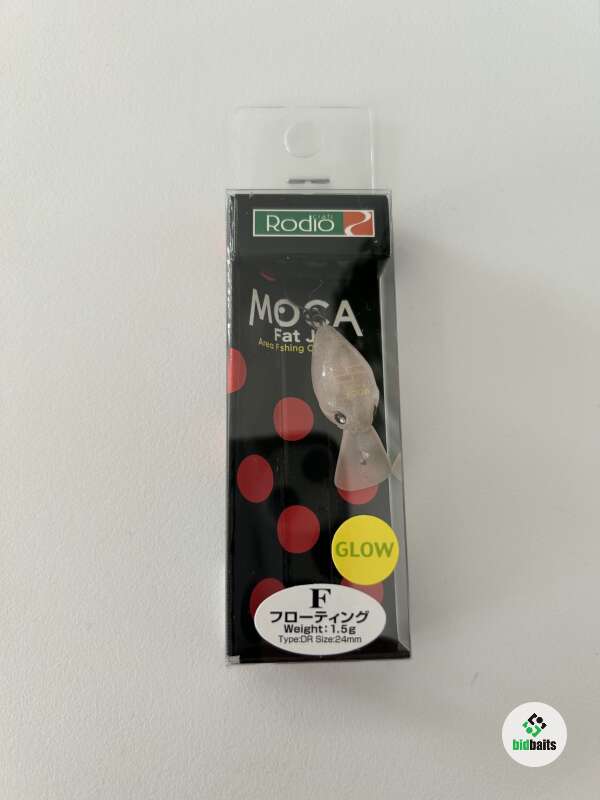 Rodio
craft
MOCA
Fat
Area Fishing
GLOW
F
フローティング
Weight:1.5g
Type:DR Size:24mm
bidbaits